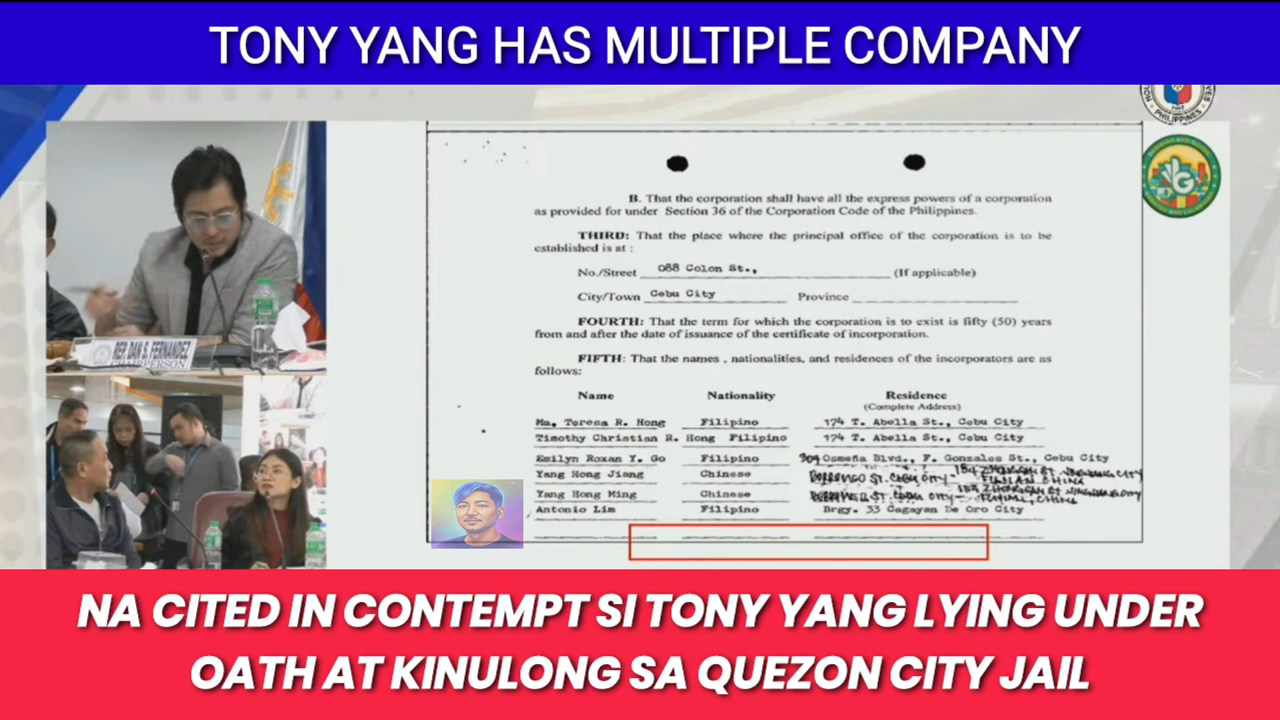 TONY YANG HAS MULTIPLE COMPANY
PHILIPPINES
B. That the corporation shall have all the express powers of a corporation
as provided for under Section 36 of the Corporation Code of the Philippines.
THIRD: That the place where the principal office of the corporation is to be
established is at :
No./Street 088 Colon St., (If applicable)
City/Town Cebu City Province
FOURTH: That the term for which the corporation is to exist is fifty (50) years
from and after the date of issuance of the certificate of incorporation.
FIFTH: That the names , nationalities, and residences of the incorporators are as
follows:
Name Nationality Residence
(Complete Address)
Ma. Teresa R. Hong Filipino 174 T. Abella St., Cebu City
Timothy Christian R. Hong Filipino 174 T. Abella St., Cebu City
Emilyn Roxan Y. Go Filipino 304 Osmeña Blvd., F. Gonzales St., Cebu City
Yang Hong Jiang Chinese
Yang Hong Ming Chinese
Antonio Lim Filipino Brgy. 33 Cagayan De Oro City
REP. DAN S. FERNANDEZ
CHAIRPERSON
NA CITED IN CONTEMPT SI TONY YANG LYING UNDER
OATH AT KINULONG SA QUEZON CITY JAIL